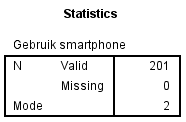 Statistics
Gebruik smartphone
N Valid 201
Missing 0
Mode 2